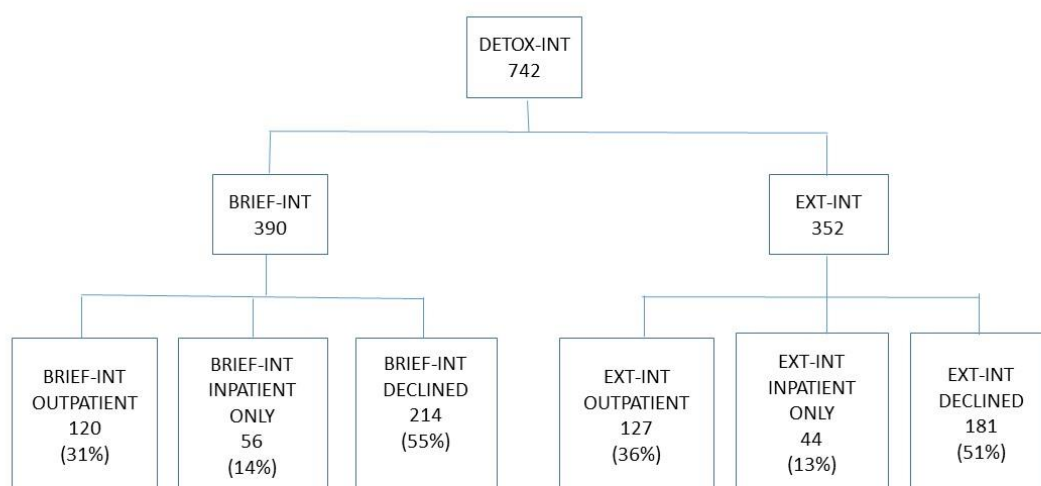 DETOX-INT
742
BRIEF-INT
390
EXT-INT
352
BRIEF-INT
OUTPATIENT
120
(31%)
BRIEF-INT
INPATIENT
ONLY
56
(14%)
BRIEF-INT
DECLINED
214
(55%)
EXT-INT
OUTPATIENT
127
(36%)
EXT-INT
INPATIENT
ONLY
44
(13%)
EXT-INT
DECLINED
181
(51%)